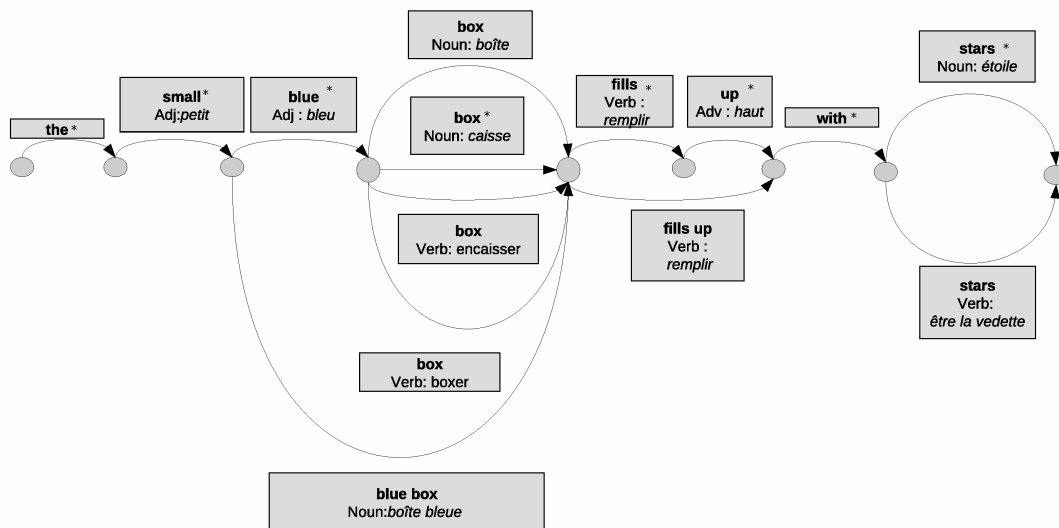 the *
small *
Adj:petit
blue *
Adj : bleu
box
Noun: boîte
box *
Noun: caisse
box
Verb: encaisser
box
Verb: boxer
blue box
Noun:boîte bleue
fills *
Verb :
remplir
up *
Adv : haut
fills up
Verb :
remplir
with *
stars *
Noun: étoile
stars
Verb:
être la vedette